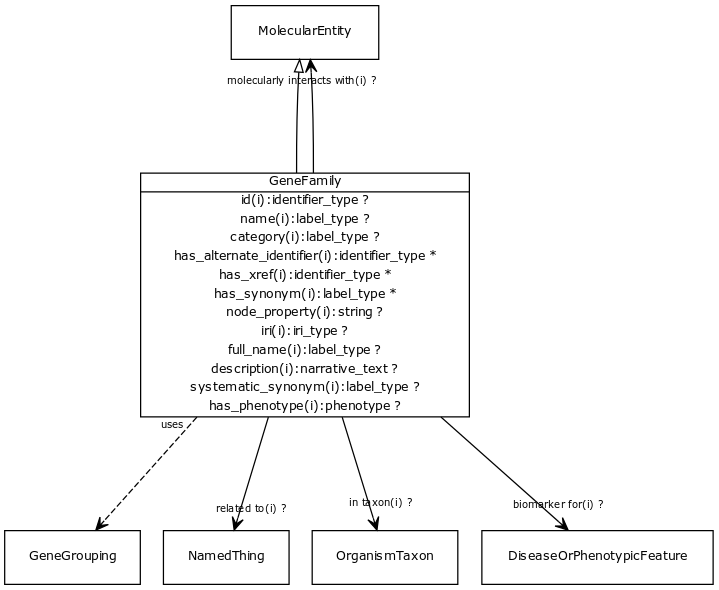 MolecularEntity
molecularly interacts with(i) ?
GeneFamily
id(i):identifier_type ?
name(i):label_type ?
category(i):label_type ?
has_alternate_identifier(i):identifier_type *
has_xref(i):identifier_type *
has_synonym(i):label_type *
node_property(i):string ?
iri(i):iri_type ?
full_name(i):label_type ?
description(i):narrative_text ?
systematic_synonym(i):label_type ?
has_phenotype(i):phenotype ?
uses
related to(i) ?
in taxon(i) ?
biomarker for(i) ?
GeneGrouping
NamedThing
OrganismTaxon
DiseaseOrPhenotypicFeature